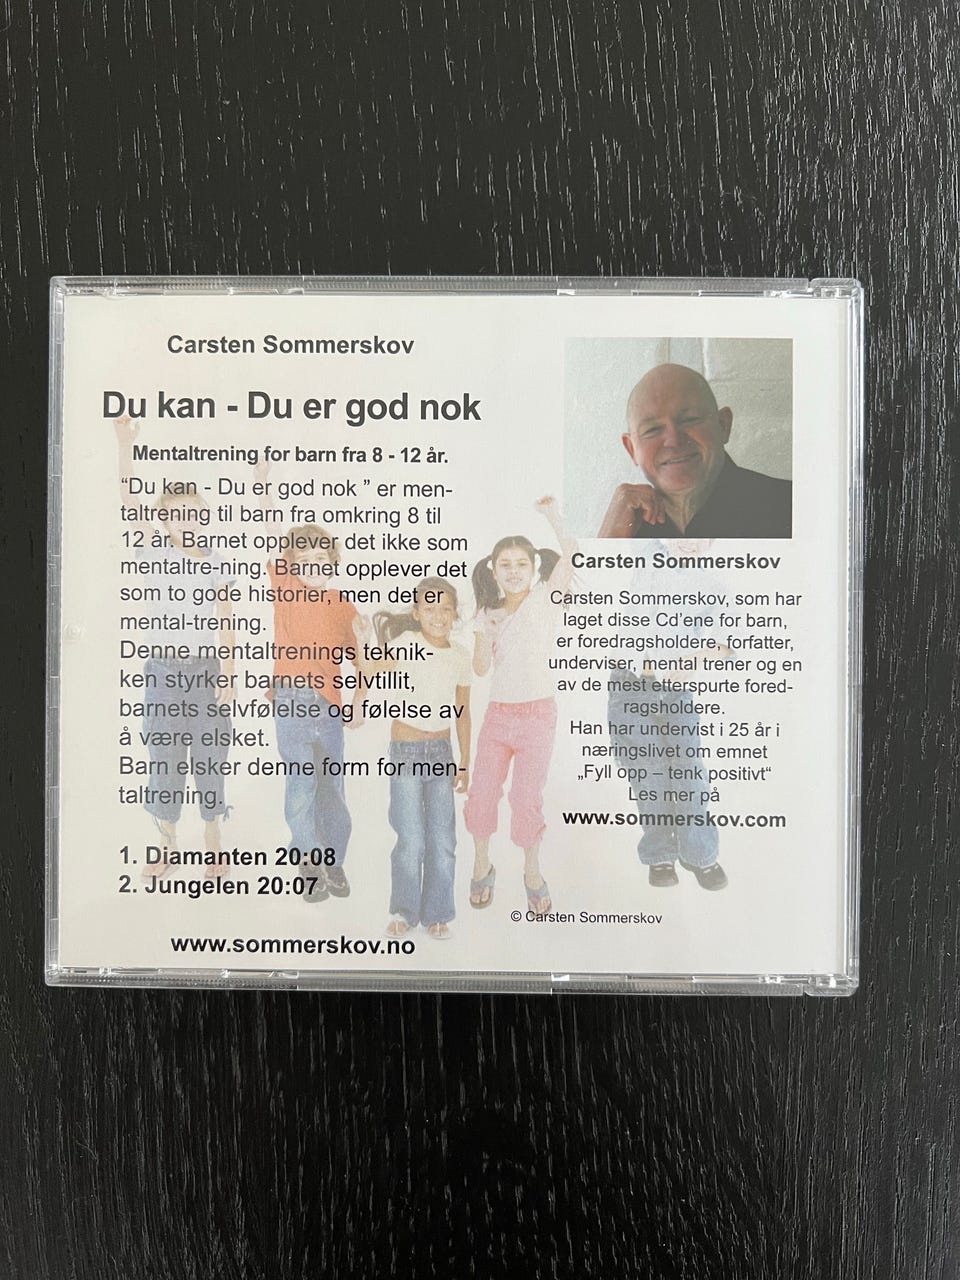 Carsten Sommerskov
Du kan - Du er god nok
Mentaltrening for barn fra 8 - 12 år.
“Du kan - Du er god nok ” er men-
taltrening til barn fra omkring 8 til
12 år. Barnet opplever det ikke som
mentaltre-ning. Barnet opplever det
som to gode historier, men det er
mental-trening.
Denne mentaltrenings teknik-
ken styrker barnets selvtillit,
barnets selvfølelse og følelse av
å være elsket.
Barn elsker denne form for men-
taltrening.
1. Diamanten 20:08
2. Jungelen 20:07
www.sommerskov.no
Carsten Sommerskov
Carsten Sommerskov, som har
laget disse Cd’ene for barn,
er foredragsholdere, forfatter,
underviser, mental trener og en
av de mest etterspurte fored-
ragsholdere.
Han har undervist i 25 år i
næringslivet om emnet
„Fyll opp – tenk positivt“
Les mer på
www.sommerskov.com
© Carsten Sommerskov